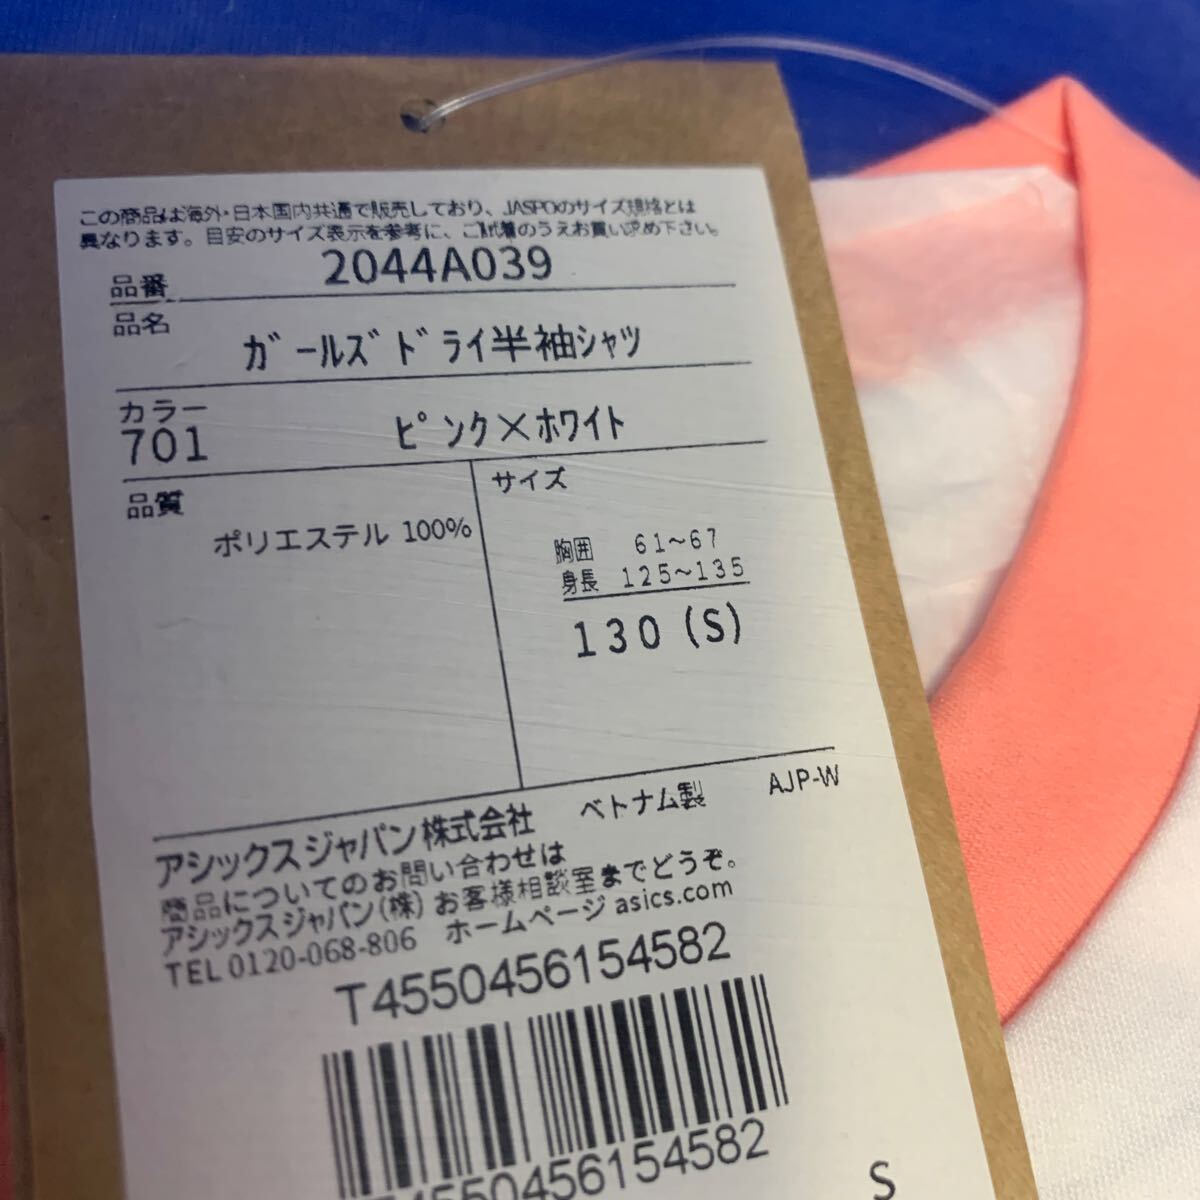 この商品は海外・日本国内共通で販売しており、JASPOのサイズ規格とは
異なります。目安のサイズ表示を参考に、ご試着のうえお買い求め下さい。
品番 2044A039
品名
ガールズドライ半袖シャツ
カラー
701 ピンク×ホワイト
品質
ポリエステル 100%
サイズ
胸囲 61～67
身長 125～135
130 (S)
アシックスジャパン株式会社 ベトナム製 AJP-W
商品についてのお問い合わせは
アシックスジャパン(株) お客様相談室までどうぞ。
TEL 0120-068-806 ホームページ asics.com
T4550456154582
T4550456154582
S